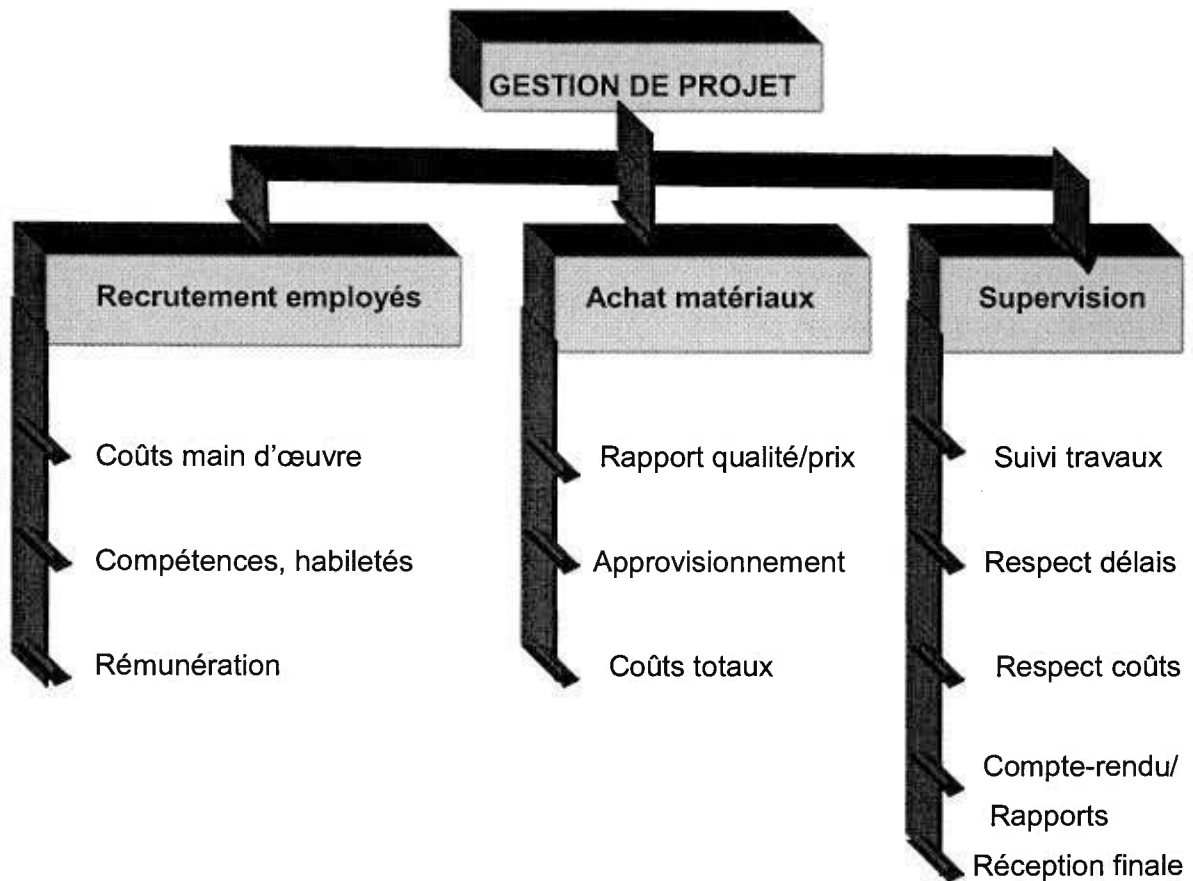 GESTION DE PROJET
Recrutement employés
Coûts main d'œuvre
Compétences, habiletés
Rémunération
Achat matériaux
Rapport qualité/prix
Approvisionnement
Coûts totaux
Supervision
Suivi travaux
Respect délais
Respect coûts
Compte-rendu/
Rapports
Réception finale